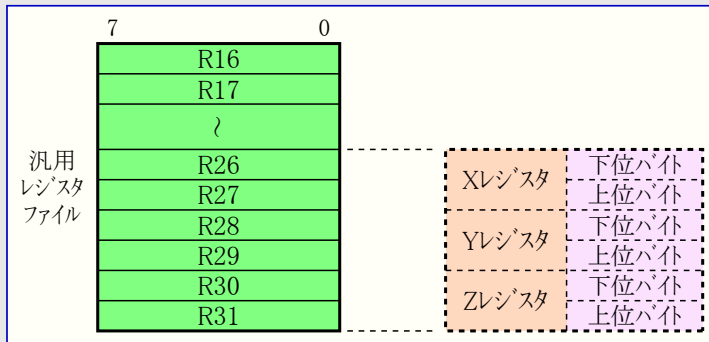 7 0
R16
R17
~
汎用
レジスタ
ファイル
R26
R27
R28
R29
R30
R31
Xレジスタ
下位バイト
上位バイト
Yレジスタ
下位バイト
上位バイト
Zレジスタ
下位バイト
上位バイト